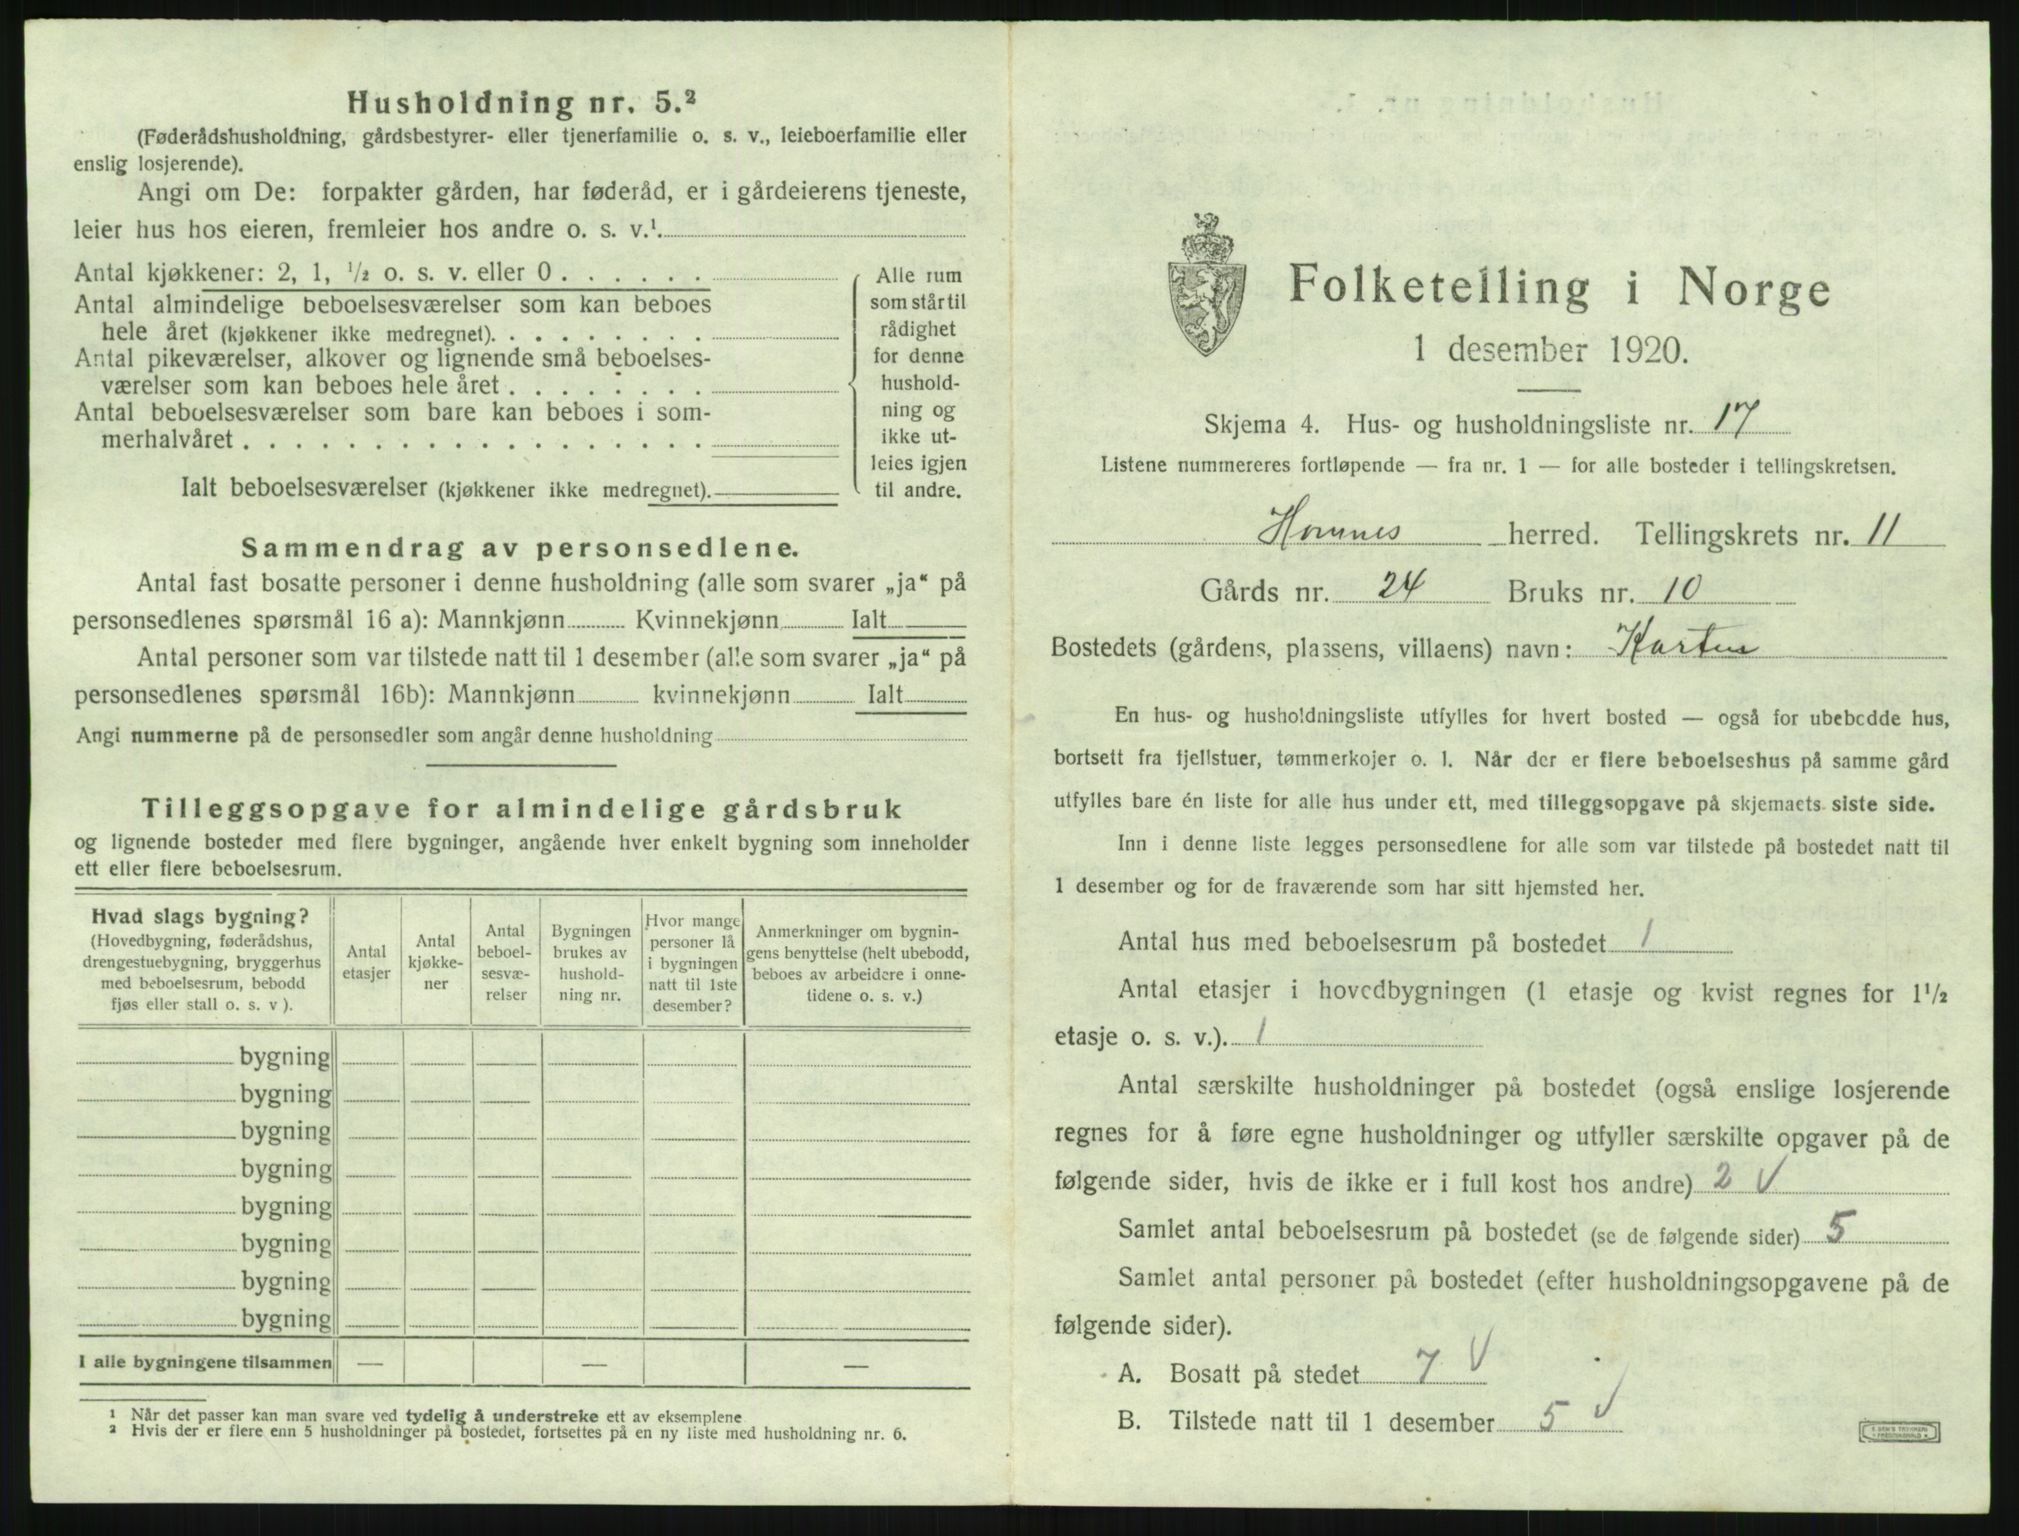 Husholdning nr. 5.²
(Føderådshusholdning, gårdsbestyrer- eller tjenerfamilie o. s. v., leieboerfamilie eller
enslig losjerende).
Angi om De: forpakter gården, har føderåd, er i gårdeierens tjeneste,
leier hus hos eieren, fremleier hos andre o. s. v.¹.
Antal kjøkkener: 2, 1, ½ o. s. v. eller 0 . . . . . .
Antal almindelige beboelsesværelser som kan beboes
hele året (kjøkkener ikke medregnet). . . . . . . . .
Antal pikeværelser, alkover og lignende små beboelses-
værelser som kan beboes hele året . . . . . . . .
Antal beboelsesværelser som bare kan beboes i som-
merhalvåret . . . . . . . . . . . . . . . . . .
Ialt beboelsesværelser (kjøkkener ikke medregnet).
Alle rum
som står til
rådighet
for denne
hushold-
ning og
ikke ut-
leies igjen
til andre.
Sammendrag av personsedlene.
Antal fast bosatte personer i denne husholdning (alle som svarer „ja“ på
personsedlenes spørsmål 16 a): Mannkjønn Kvinnekjønn Ialt
Antal personer som var tilstede natt til 1 desember (alle som svarer „ja“ på
personsedlenes spørsmål 16b): Mannkjønn kvinnekjønn Ialt
Angi nummerne på de personsedler som angår denne husholdning
Tilleggsopgave for almindelige gårdsbruk
og lignende bosteder med flere bygninger, angående hver enkelt bygning som inneholder
ett eller flere beboelsesrum.
Hvad slags bygning?
(Hovedbygning, føderådshus,
drengestuebygning, bryggerhus
med beboelsesrum, bebodd
fjøs eller stall o. s. v ).
Antal
etasjer
Antal
kjøkke-
ner
Antal
beboel-
sesvæ-
relser
Bygningen
brukes av
hushold-
ning nr.
Hvor mange
personer lå
i bygningen
natt til 1ste
desember?
Anmerkninger om bygnin-
gens benyttelse (helt ubebodd,
beboes av arbeidere i onne-
tidene o. s. v.)
bygning
bygning
bygning
bygning
bygning
bygning
bygning
bygning
I alle bygningene tilsammen — — —
¹ Når det passer kan man svare ved tydelig å understreke ett av eksemplene
² Hvis der er flere enn 5 husholdninger på bostedet, fortsettes på en ny liste med husholdning nr. 6.
Folketelling i Norge
1 desember 1920.
Skjema 4. Hus- og husholdningsliste nr. 17
Listene nummereres fortløpende — fra nr. 1 — for alle bosteder i tellingskretsen.
Homnes herred. Tellingskrets nr. 11
Gårds nr. 24 Bruks nr. 10
Bostedets (gårdens, plassens, villaens) navn: Karten
En hus- og husholdningsliste utfylles for hvert bosted — også for ubebodde hus,
bortsett fra fjellstuer, tømmerkojer o. l. Når der er flere beboelseshus på samme gård
utfylles bare én liste for alle hus under ett, med tilleggsopgave på skjemaets siste side.
Inn i denne liste legges personsedlene for alle som var tilstede på bostedet natt til
1 desember og for de fraværende som har sitt hjemsted her.
Antal hus med beboelsesrum på bostedet 1
Antal etasjer i hovedbygningen (1 etasje og kvist regnes for 1½
etasje o. s. v.). 1
Antal særskilte husholdninger på bostedet (også enslige losjerende
regnes for å føre egne husholdninger og utfyller særskilte opgaver på de
følgende sider, hvis de ikke er i full kost hos andre) 2 √
Samlet antal beboelsesrum på bostedet (se de følgende sider) 5
Samlet antal personer på bostedet (efter husholdningsopgavene på de
følgende sider).
A. Bosatt på stedet 7 √
B. Tilstede natt til 1 desember 5 √